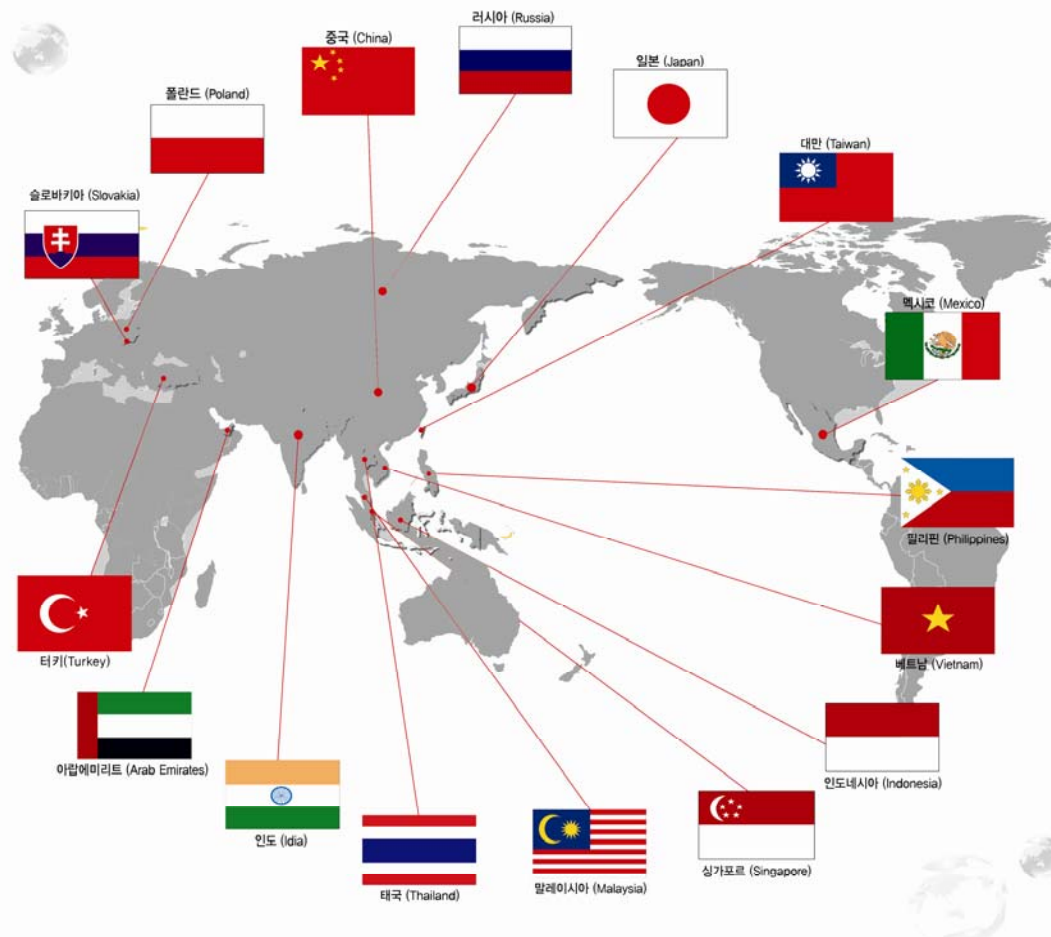 러시아 (Russia)
중국 (China)
일본 (Japan)
폴란드 (Poland)
대만 (Taiwan)
슬로바키아 (Slovakia)
멕시코 (Mexico)
필리핀 (Philippines)
터키(Turkey)
베트남 (Vietnam)
아랍에미리트 (Arab Emirates)
인도네시아 (Indonesia)
인도 (Idia)
싱가포르 (Singapore)
말레이시아 (Malaysia)
태국 (Thailand)